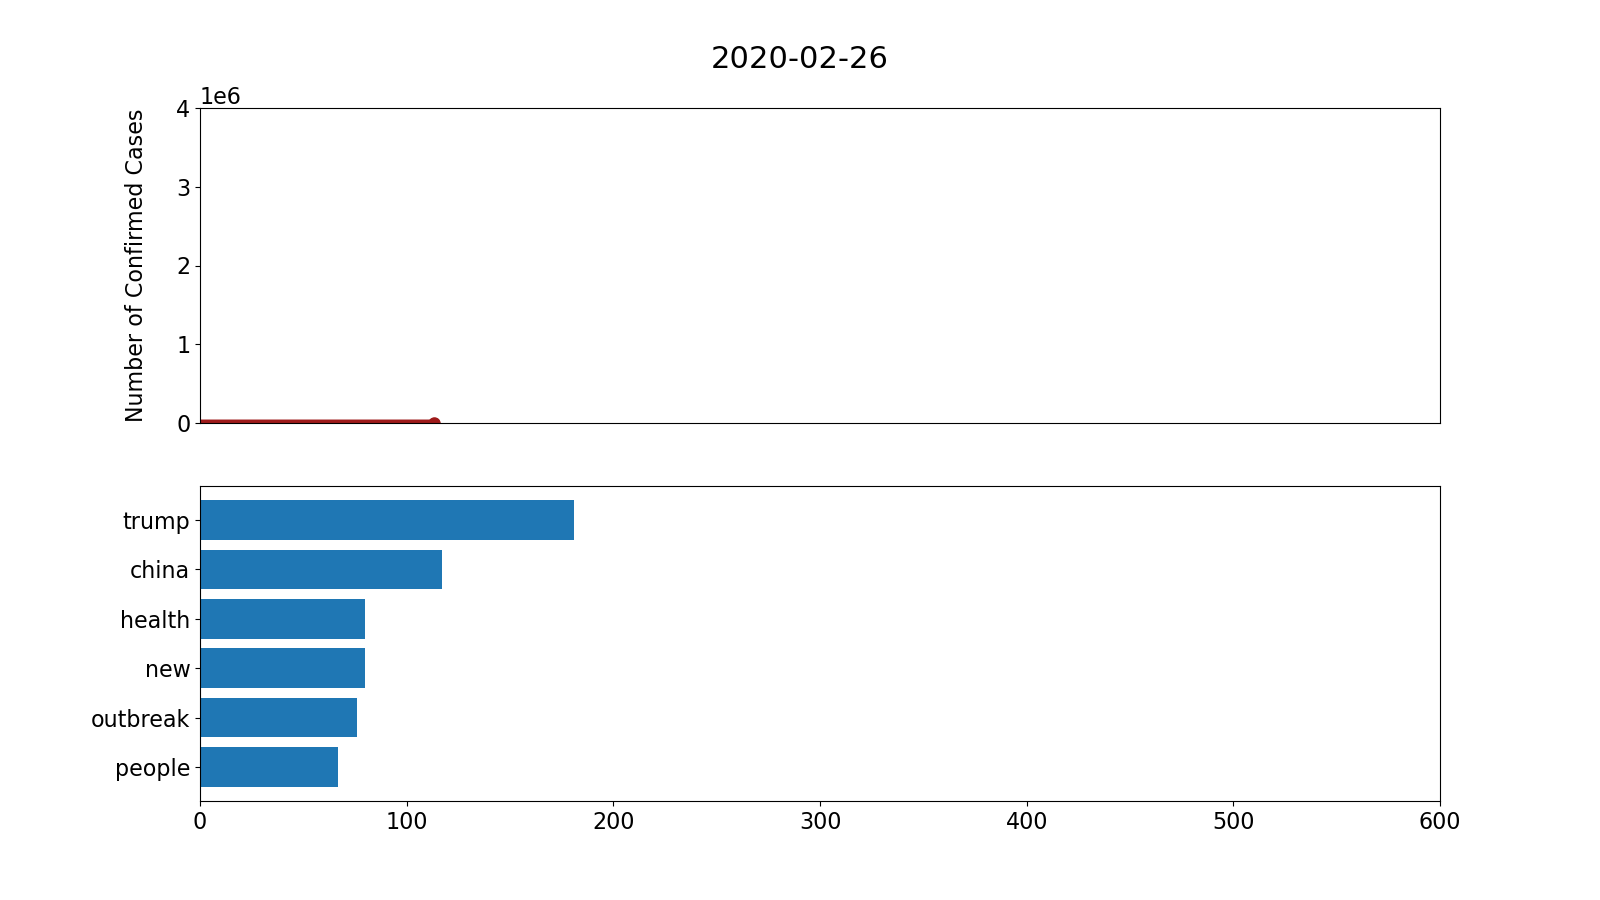 2020-02-26
1e6
Number of Confirmed Cases
4
3
2
1
0
trump
china
health
new
outbreak
people
0 100 200 300 400 500 600